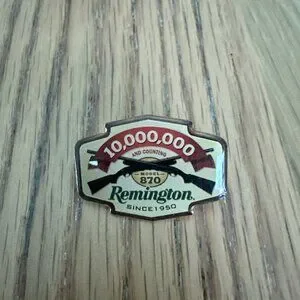 10,000,000
AND COUNTING
MODEL
870
Remington.
SINCE 1950